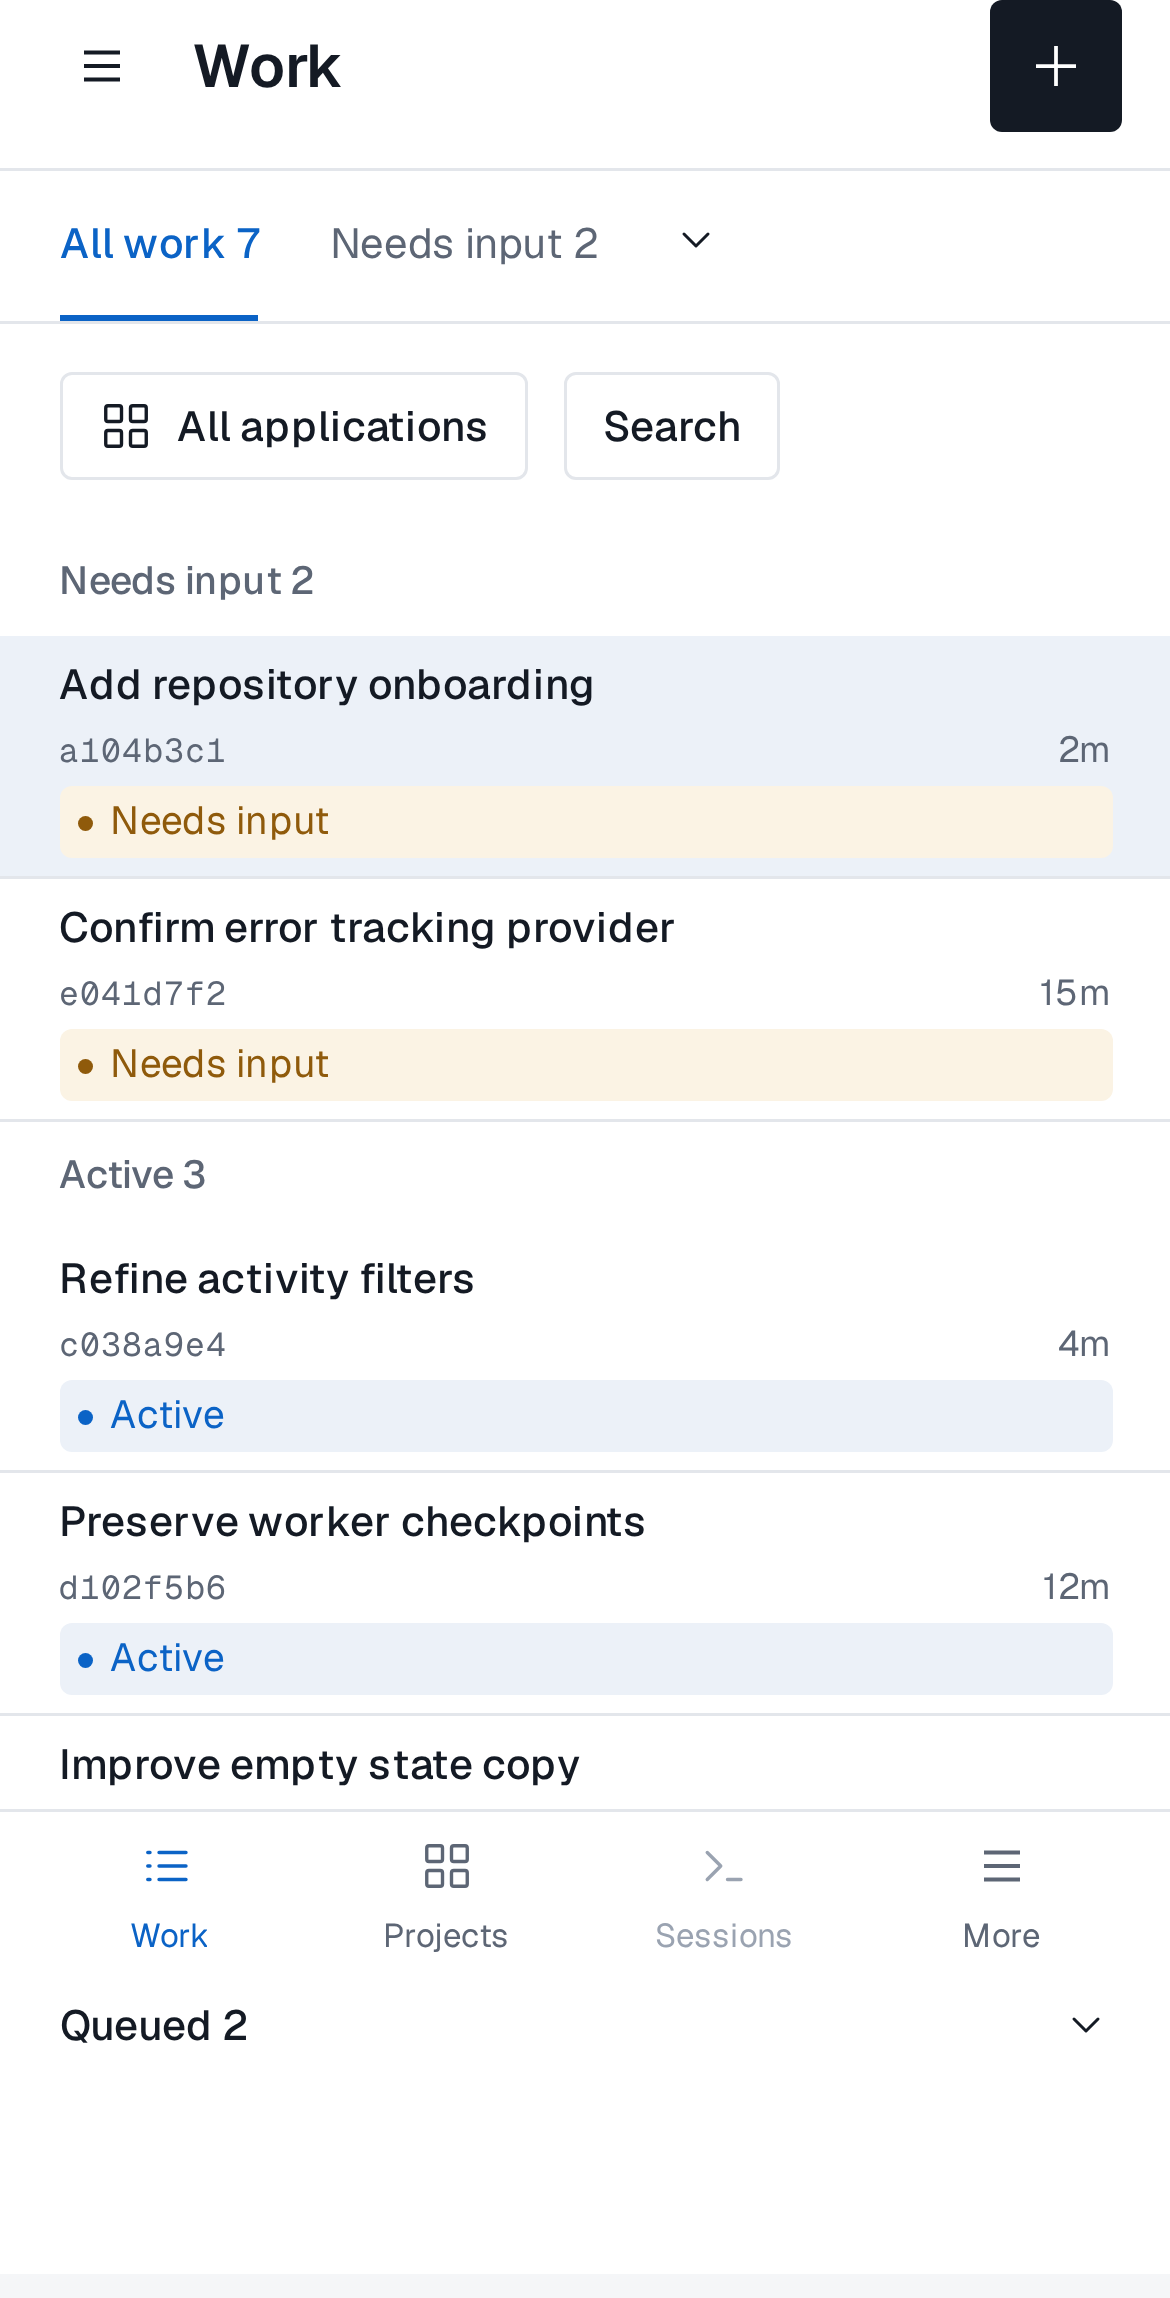 Work
All work 7 Needs input 2
All applications Search
Needs input 2
Add repository onboarding
a104b3c1 2m
Needs input
Confirm error tracking provider
e041d7f2 15m
Needs input
Active 3
Refine activity filters
c038a9e4 4m
Active
Preserve worker checkpoints
d102f5b6 12m
Active
Improve empty state copy
Work Projects Sessions More
Queued 2